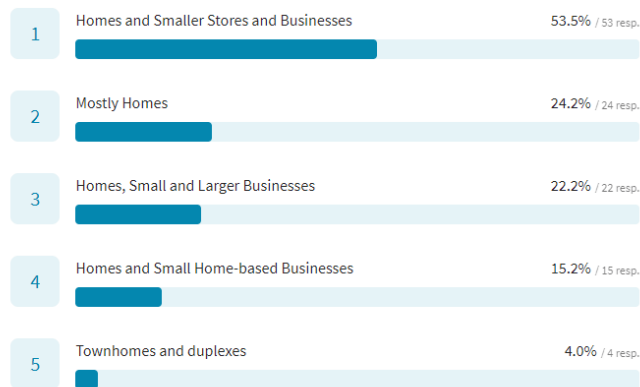 1 Homes and Smaller Stores and Businesses 53.5% / 53 resp.
2 Mostly Homes 24.2% / 24 resp.
3 Homes, Small and Larger Businesses 22.2% / 22 resp.
4 Homes and Small Home-based Businesses 15.2% / 15 resp.
5 Townhomes and duplexes 4.0% / 4 resp.